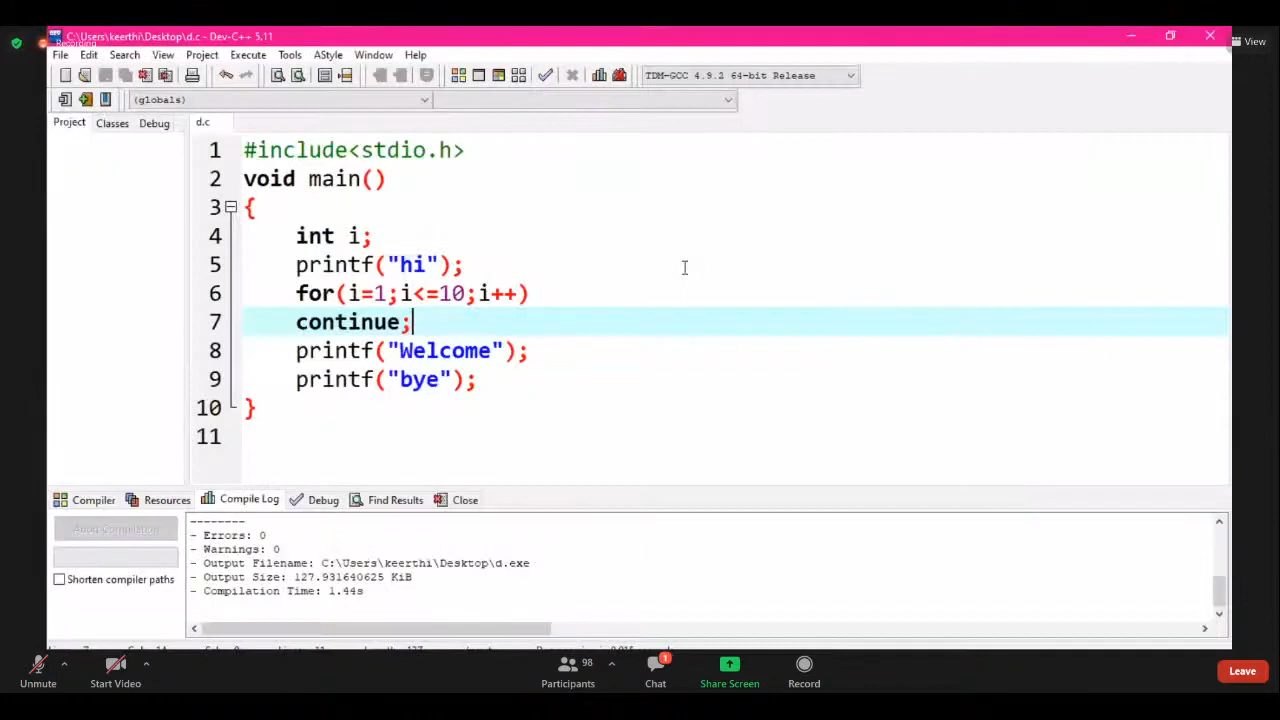 C:\Users\keerthi\Desktop\d.c - Dev-C++ 5.11
Recording
View
File Edit Search View Project Execute Tools AStyle Window Help
TDM-GCC 4.9.2 64-bit Release
(globals)
Project Classes Debug d.c
1 #include<stdio.h>
2 void main()
3 {
4 int i;
5 printf("hi");
6 for(i=1;i<=10;i++)
7 continue;
8 printf("Welcome");
9 printf("bye");
10 }
11
Compiler Resources Compile Log Debug Find Results Close
Abort Compilation
Shorten compiler paths
--------
- Errors: 0
- Warnings: 0
- Output Filename: C:\Users\keerthi\Desktop\d.exe
- Output Size: 127.931640625 KiB
- Compilation Time: 1.44s
98 1
Unmute Start Video Participants Chat Share Screen Record Leave